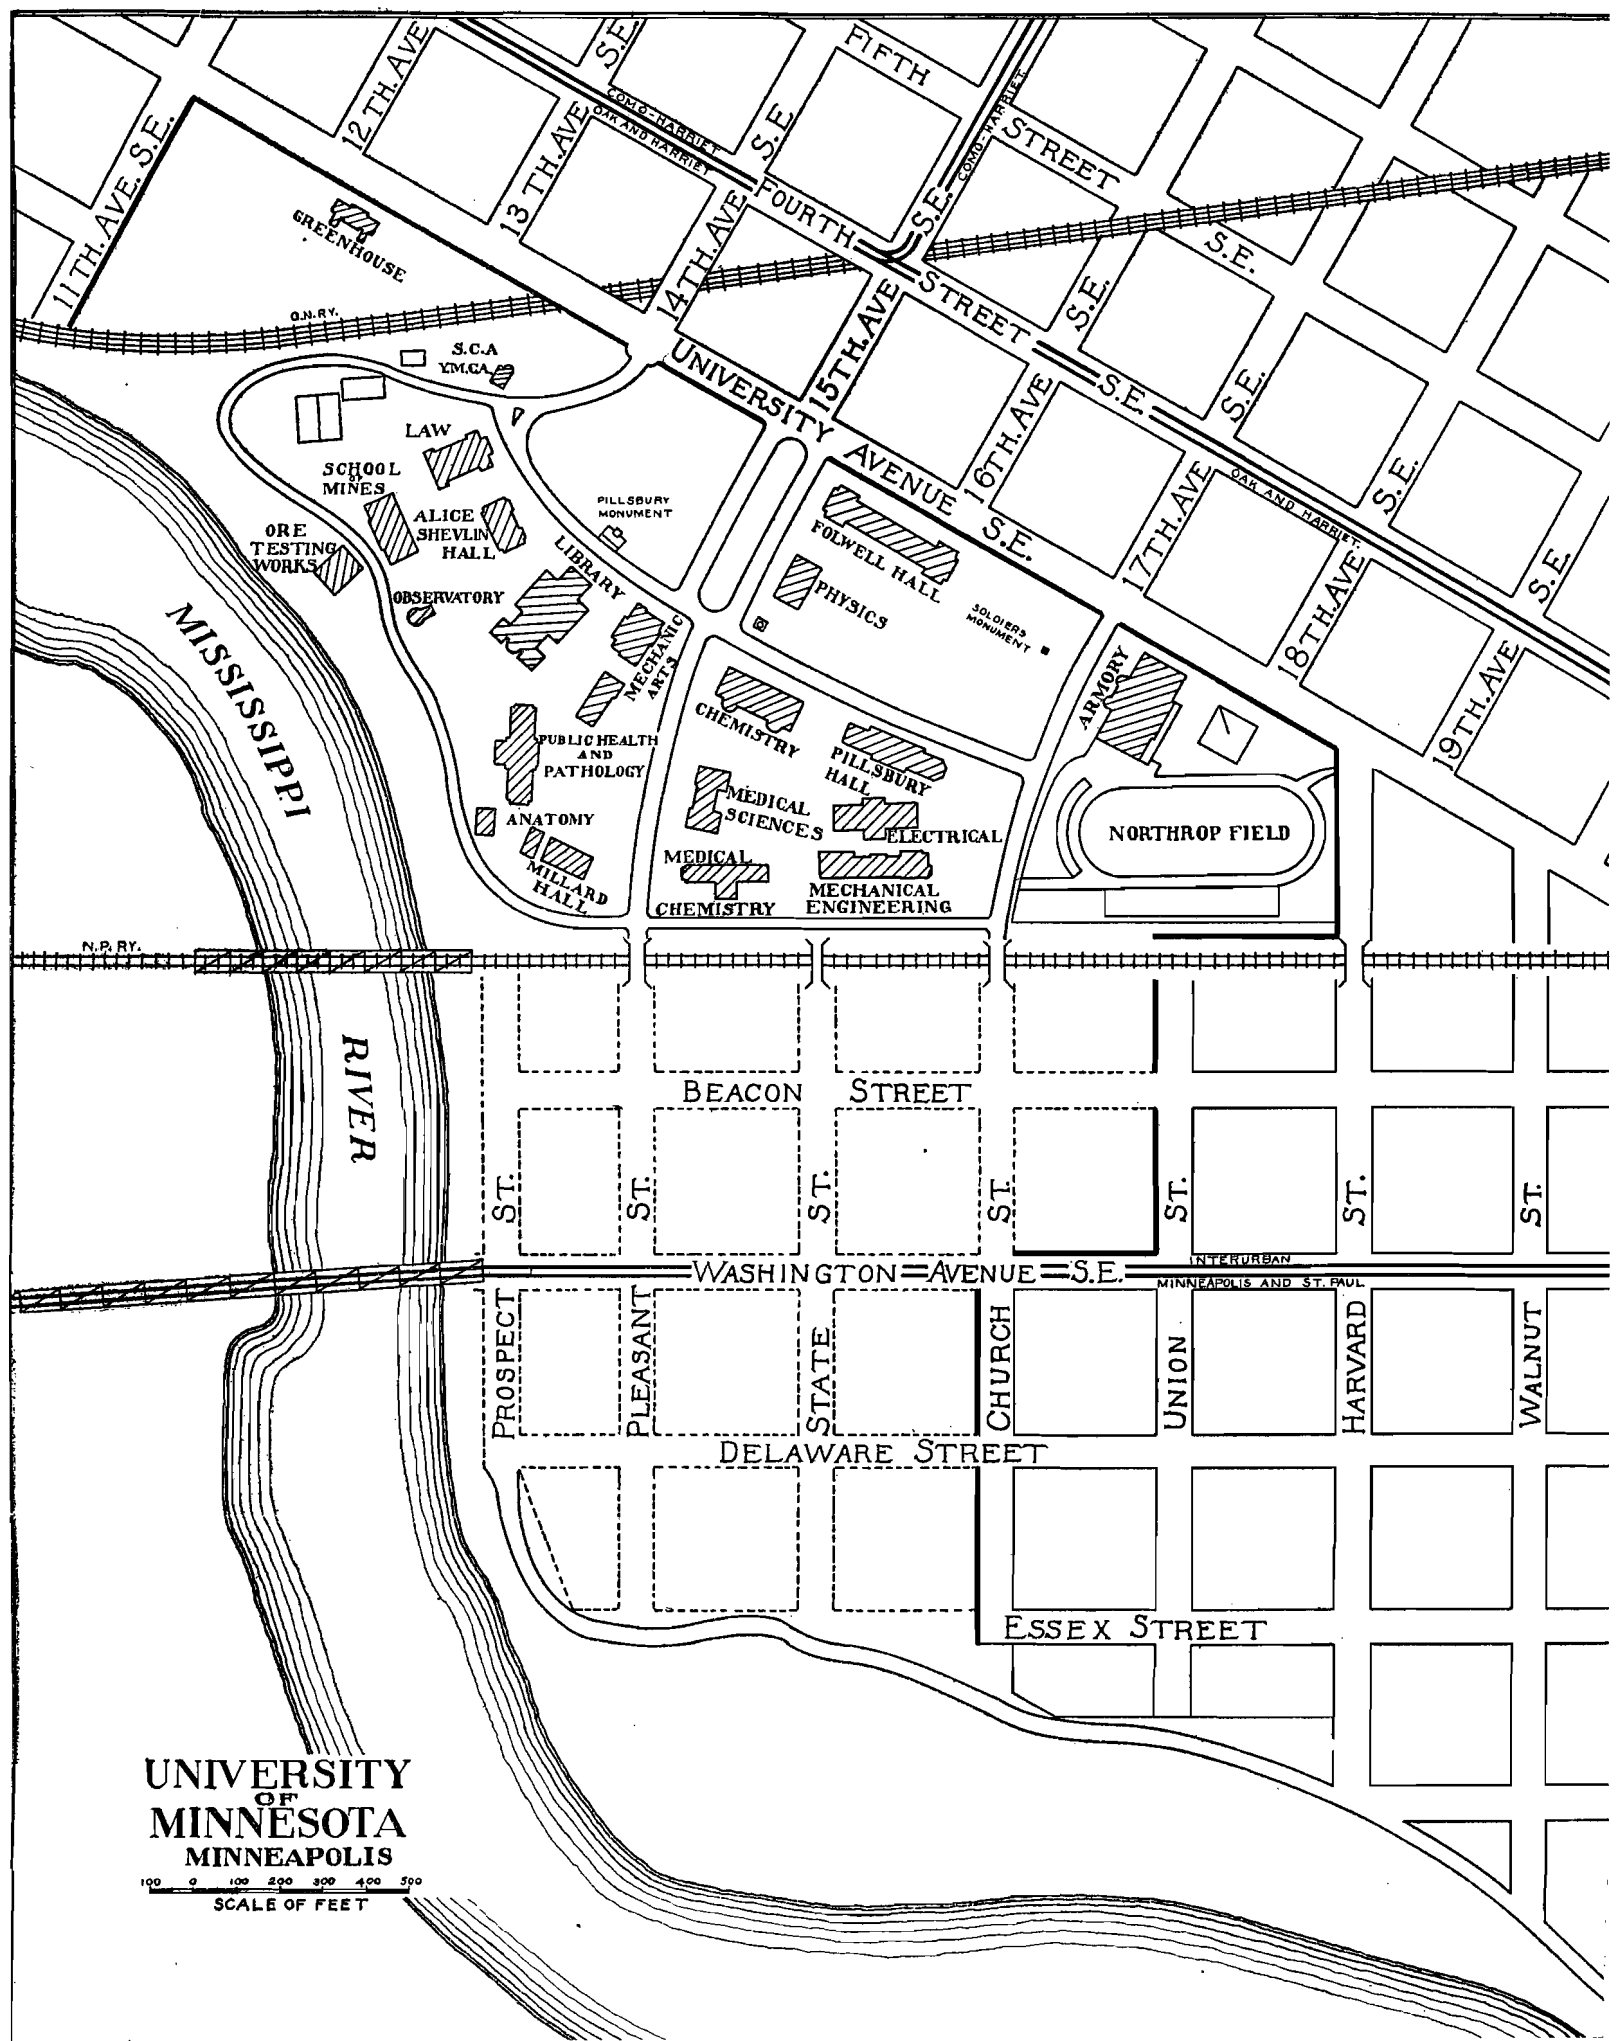 11TH. AVE. S.E.
12 TH. AVE
S.E.
13 TH. AVE
S.E.
14TH. AVE
15TH. AVE
S.E.
16TH. AVE
S.E.
17TH. AVE
S.E.
18TH. AVE
S.E.
19TH. AVE
S.E.
FIFTH
STREET
S.E.
COMO-HARRIET
OAK AND HARRIET
COMO-HARRIET
FOURTH
STREET
S.E.
OAK AND HARRIET.
UNIVERSITY
AVENUE
S.E.
GREENHOUSE
G.N.RY.
S.C.A
Y.M.C.A.
LAW
SCHOOL
OF
MINES
ALICE
SHEVLIN
HALL
ORE
TESTING
WORKS
OBSERVATORY
PILLSBURY
MONUMENT
LIBRARY
MECHANIC
ARTS
FOLWELL HALL
PHYSICS
SOLDIERS
MONUMENT
ARMORY
CHEMISTRY
PILLSBURY
HALL
PUBLIC HEALTH
AND
PATHOLOGY
MEDICAL
SCIENCES
ELECTRICAL
ANATOMY
MILLARD
HALL
MEDICAL
CHEMISTRY
MECHANICAL
ENGINEERING
NORTHROP FIELD
MISSISSIPPI
RIVER
N.P. RY.
BEACON STREET
INTERURBAN
WASHINGTON AVENUE S.E.
MINNEAPOLIS AND ST. PAUL
PROSPECT ST.
PLEASANT ST.
STATE ST.
CHURCH ST.
UNION ST.
HARVARD ST.
WALNUT ST.
DELAWARE STREET
ESSEX STREET
UNIVERSITY
OF
MINNESOTA
MINNEAPOLIS
100 0 100 200 300 400 500
SCALE OF FEET